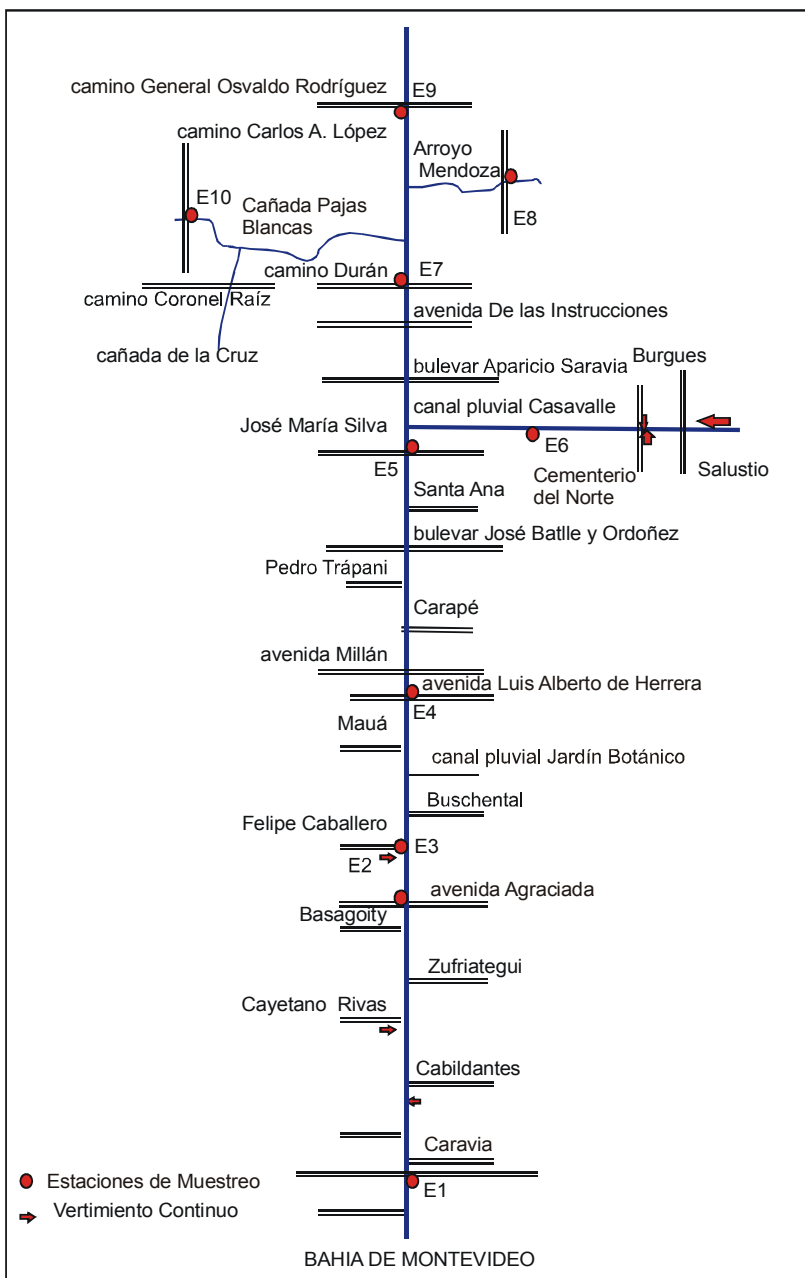 camino General Osvaldo Rodríguez
E9
camino Carlos A. López
Arroyo
Mendoza
E10
Cañada Pajas
Blancas
E8
camino Durán
E7
camino Coronel Raíz
avenida De las Instrucciones
cañada de la Cruz
bulevar Aparicio Saravia
Burgues
canal pluvial Casavalle
José María Silva
E6
E5
Cementerio
del Norte
Salustio
Santa Ana
bulevar José Batlle y Ordoñez
Pedro Trápani
Carapé
avenida Millán
avenida Luis Alberto de Herrera
E4
Mauá
canal pluvial Jardín Botánico
Buschental
Felipe Caballero
E3
E2
avenida Agraciada
Basagoity
Zufriategui
Cayetano Rivas
Cabildantes
Caravia
Estaciones de Muestreo
E1
Vertimiento Continuo
BAHIA DE MONTEVIDEO